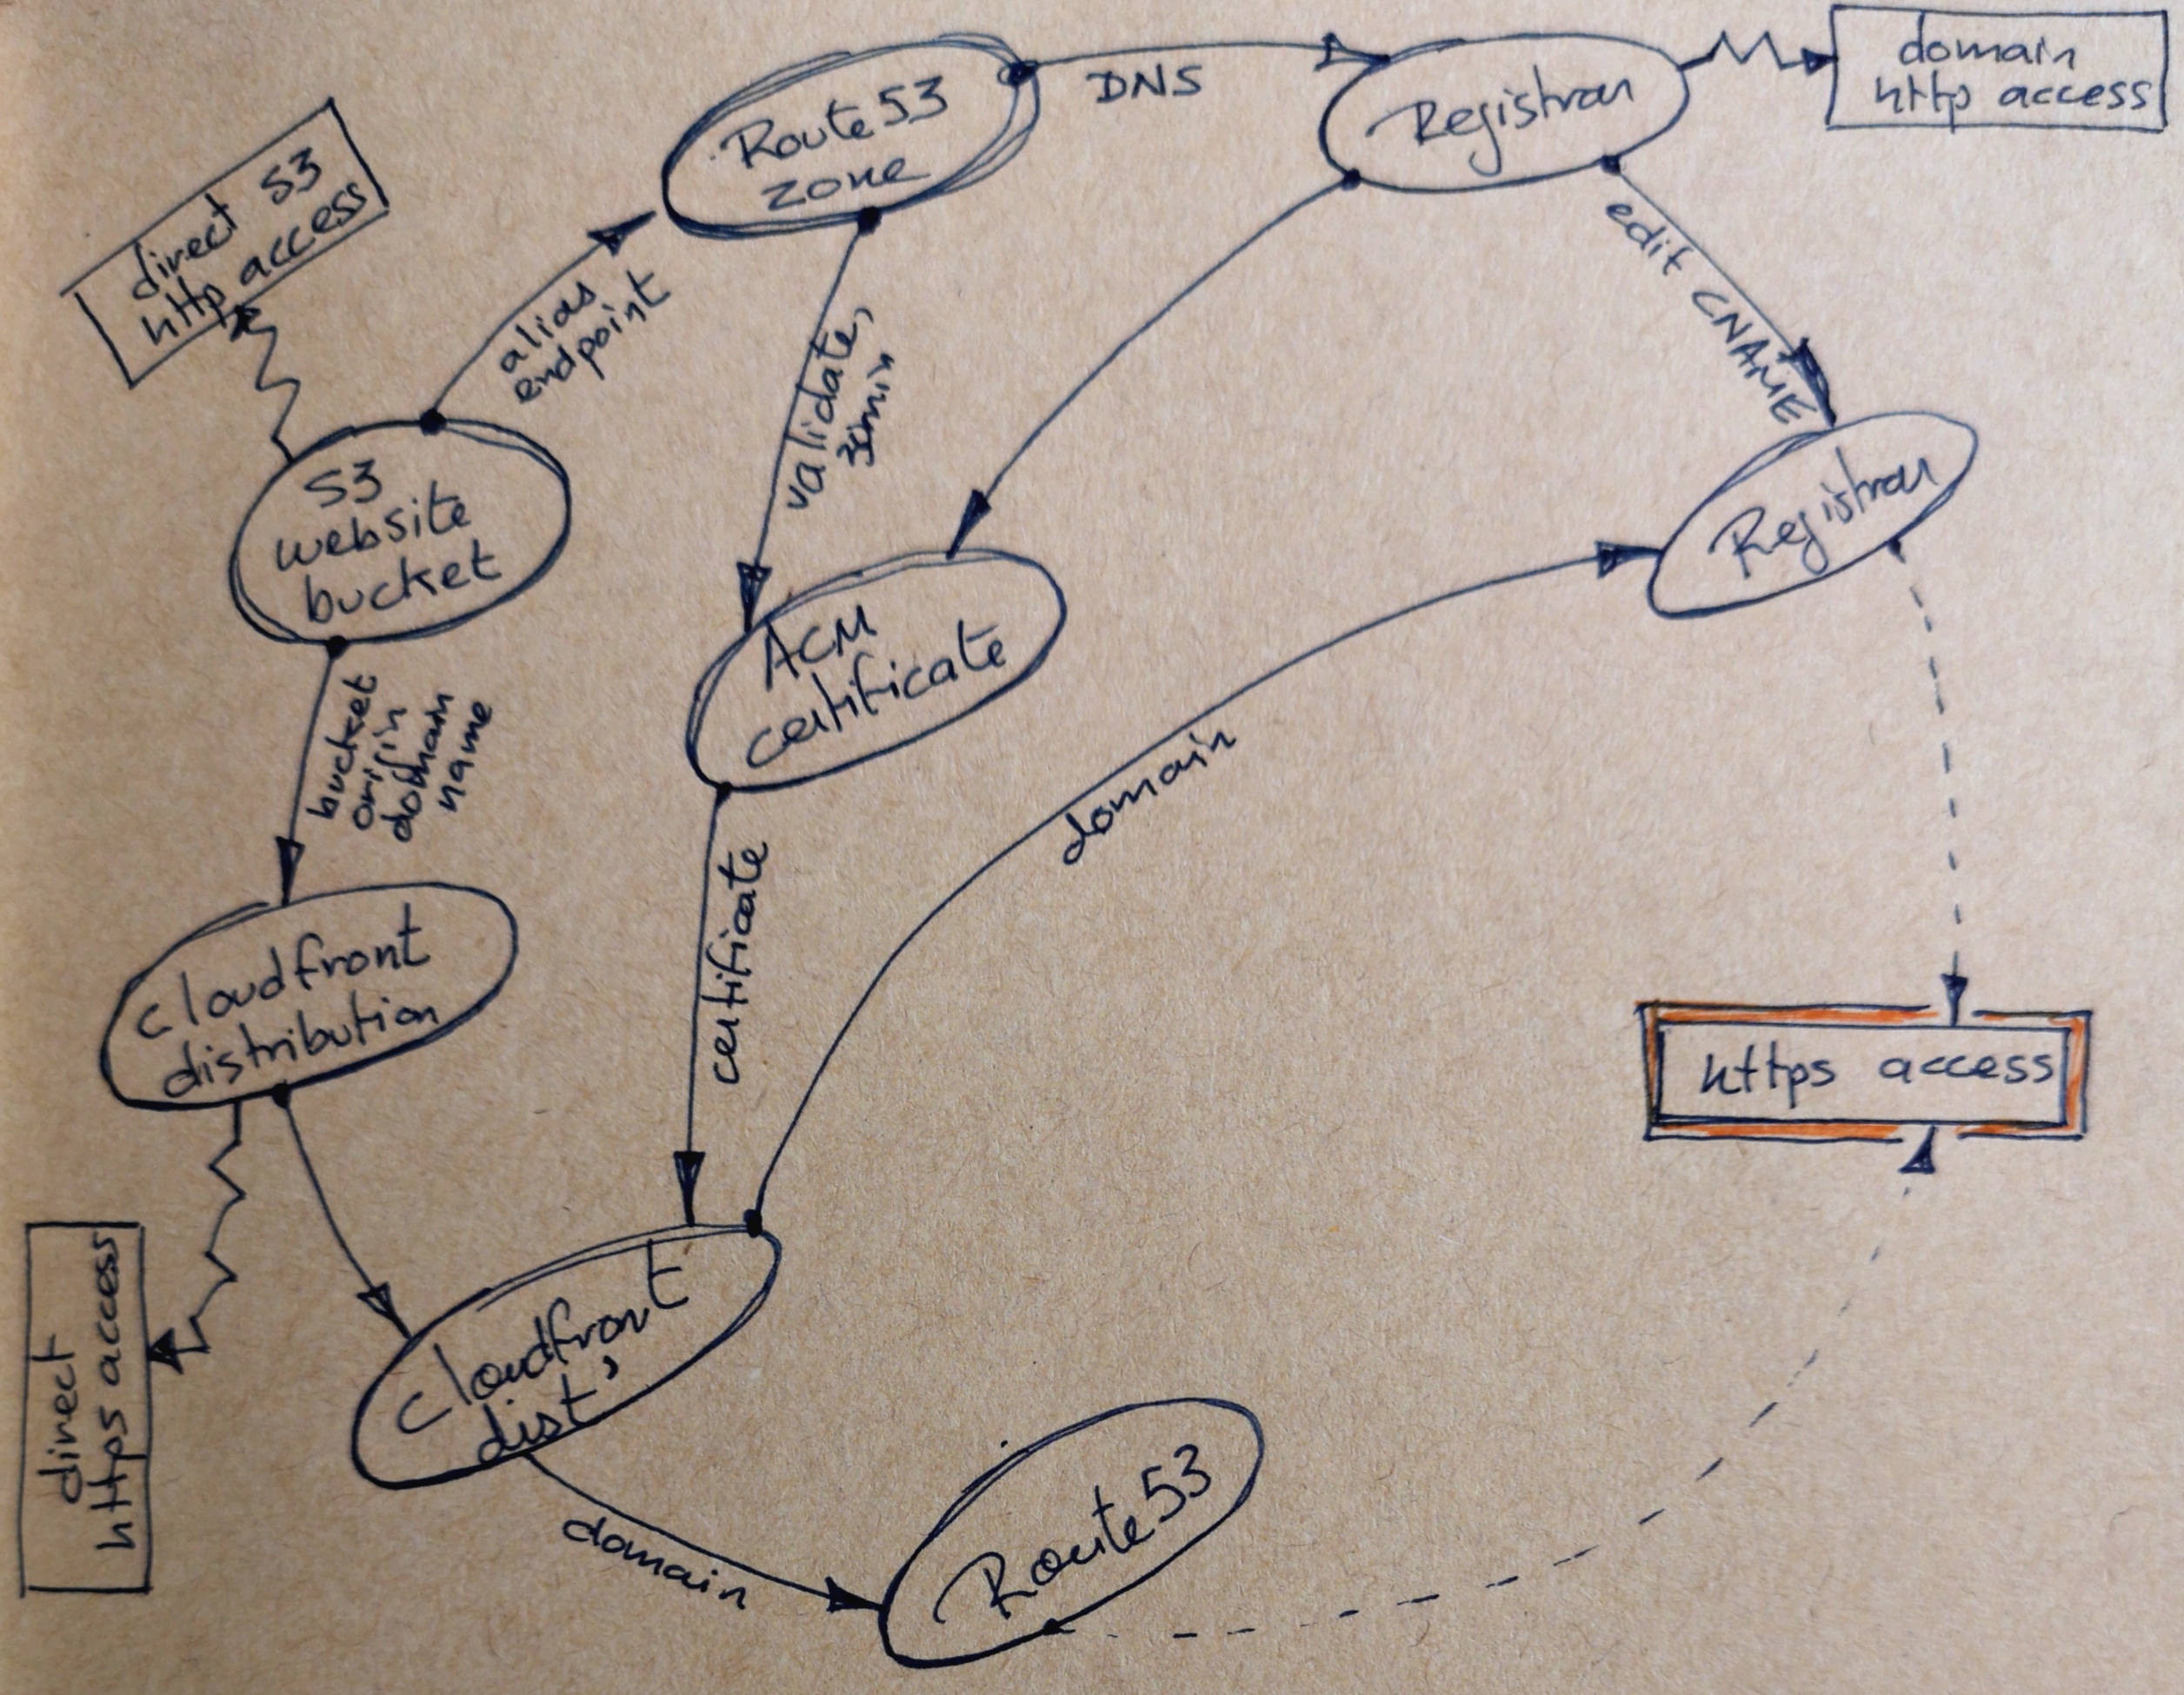 domain
http access
DNS
Route 53
zone
Registrar
direct S3
http access
alias
endpoint
validate,
30min
edit CNAME
S3
website
bucket
Registrar
ACM
certificate
bucket
origin
domain
name
domain
certificate
cloudfront
distribution
https access
direct
https access
cloudfront
dist'
domain
Route 53